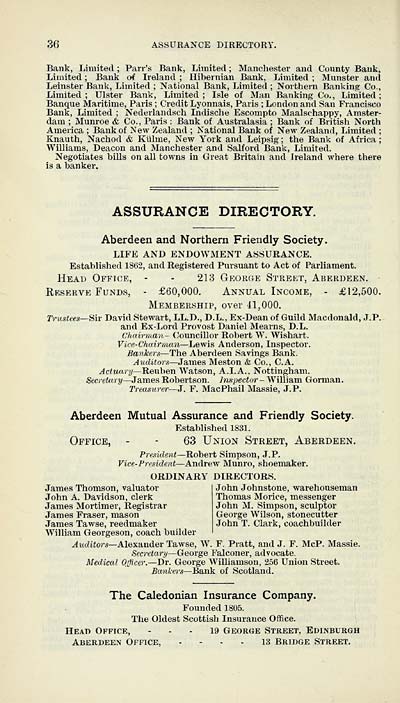 36 ASSURANCE DIRECTORY.
Bank, Limited; Parr's Bank, Limited; Manchester and County Bank,
Limited; Bank of Ireland; Hibernian Bank, Limited; Munster and
Leinster Bank, Limited; National Bank, Limited; Northern Banking Co.,
Limited; Ulster Bank, Limited; Isle of Man Banking Co., Limited;
Banque Maritime, Paris; Credit Lyonnais, Paris; London and San Francisco
Bank, Limited; Nederlandsch Indische Escompto Maalschappy, Amster-
dam; Munroe & Co., Paris: Bank of Australasia; Bank of British North
America; Bank of New Zealand; National Bank of New Zealand, Limited;
Knauth, Nachod & Külme, New York and Leipsig; the Bank of Africa;
Williams, Deacon and Manchester and Salford Bank, Limited.
Negotiates bills on all towns in Great Britain and Ireland where there
is a banker.
ASSURANCE DIRECTORY.
Aberdeen and Northern Friendly Society.
LIFE AND ENDOWMENT ASSURANCE.
Established 1862, and Registered Pursuant to Act of Parliament.
HEAD OFFICE, - - 213 GEORGE STREET, ABERDEEN.
RESERVE FUNDS, - £60,000. ANNUAL INCOME, - £12,500.
MEMBERSHIP, over 41,000.
Trustees—Sir David Stewart, LL.D., D.L., Ex-Dean of Guild Macdonald, J.P.
and Ex-Lord Provost Daniel Mearns, D.L.
Chairman—Councillor Robert W. Wishart.
Vice-Chairman—Lewis Anderson, Inspector.
Bankers—The Aberdeen Savings Bank.
Auditors—James Meston & Co., C.A.
Actuary—Reuben Watson, A.I.A., Nottingham.
Secretary—James Robertson. Inspector—William Gorman.
Treasurer—J. F. MacPhail Massie, J.P.
Aberdeen Mutual Assurance and Friendly Society.
Established 1831.
OFFICE, - - 63 UNION STREET, ABERDEEN.
President—Robert Simpson, J.P.
Vice-President—Andrew Munro, shoemaker.
ORDINARY DIRECTORS.
James Thomson, valuator
John A. Davidson, clerk
James Mortimer, Registrar
James Fraser, mason
James Tawse, reedmaker
William Georgeson, coach builder
John Johnstone, warehouseman
Thomas Morice, messenger
John M. Simpson, sculptor
George Wilson, stonecutter
John T. Clark, coachbuilder
Auditors—Alexander Tawse, W. F. Pratt, and J. F. McP. Massie.
Secretary—George Falconer, advocate.
Medical Officer.—Dr. George Williamson, 256 Union Street.
Bankers—Bank of Scotland.
The Caledonian Insurance Company.
Founded 1805.
The Oldest Scottish Insurance Office.
HEAD OFFICE, - - - 19 GEORGE STREET, EDINBURGH
ABERDEEN OFFICE, - - - - 13 BRIDGE STREET.